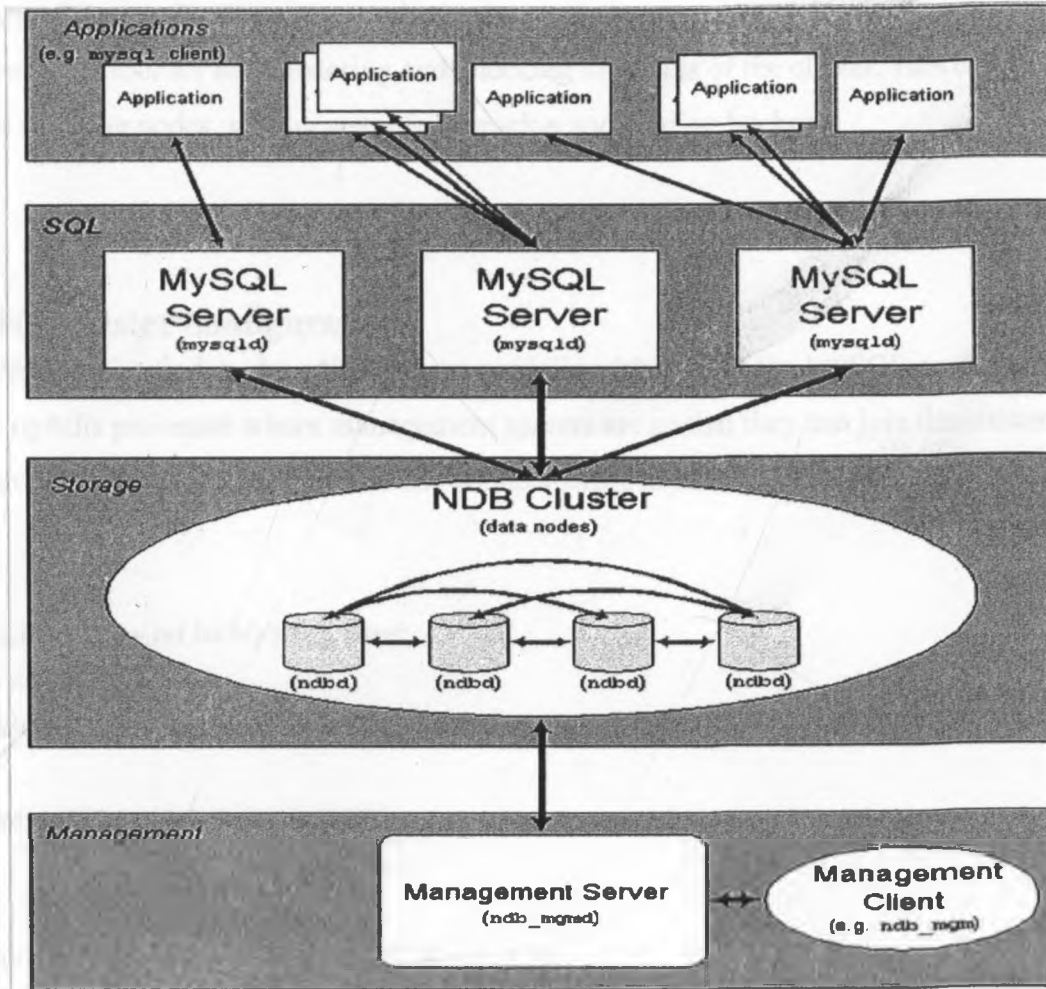 Applications
(e.g. mysql client)
Application
Application
Application
Application
Application
SQL
MySQL
Server
(mysqld)
MySQL
Server
(mysqld)
MySQL
Server
(mysqld)
Storage
NDB Cluster
(data nodes)
(ndbd)
(ndbd)
(ndbd)
(ndbd)
Management
Management Server
(ndb_mgmd)
Management
Client
(e.g. ndb_mgm)